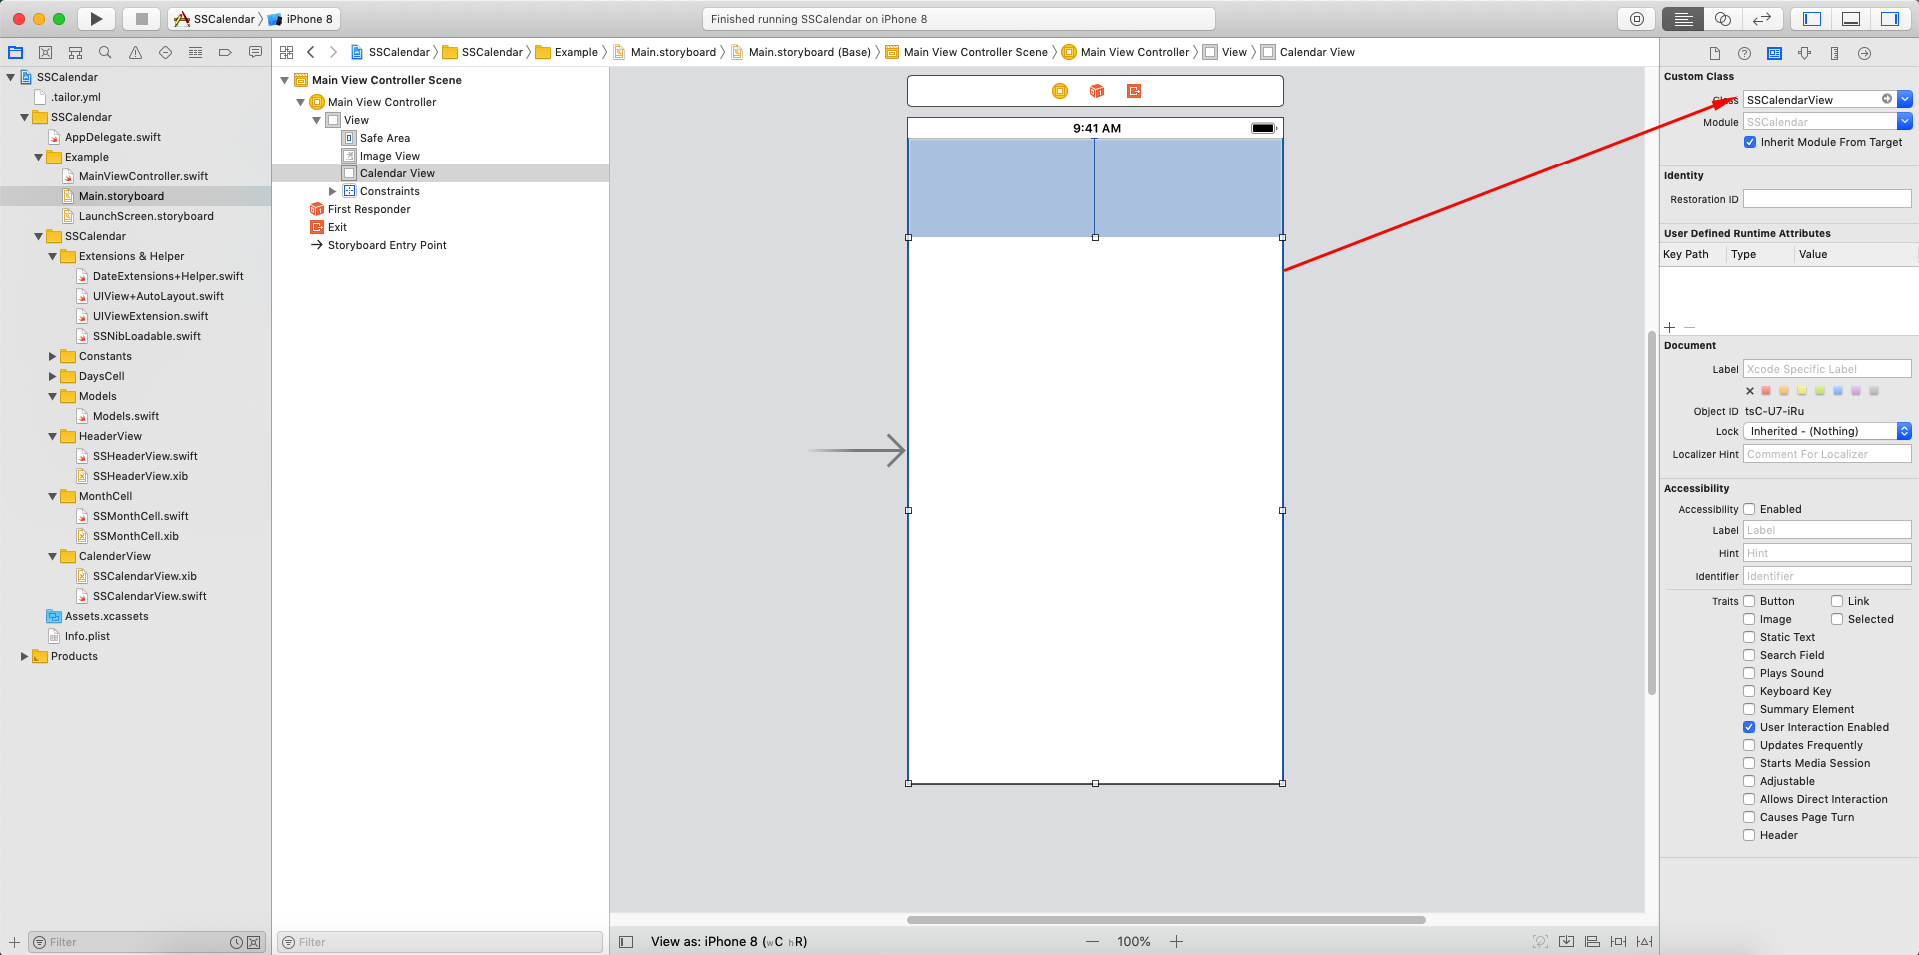 SSCalendar
iPhone 8
Finished running SSCalendar on iPhone 8
SSCalendar
SSCalendar
Example
Main.storyboard
Main.storyboard (Base)
Main View Controller Scene
Main View Controller
View
Calendar View
SSCalendar
.tailor.yml
SSCalendar
AppDelegate.swift
Example
MainViewController.swift
Main.storyboard
LaunchScreen.storyboard
SSCalendar
Extensions & Helper
DateExtensions+Helper.swift
UIView+AutoLayout.swift
UIViewExtension.swift
SSNibLoadable.swift
Constants
DaysCell
Models
Models.swift
HeaderView
SSHeaderView.swift
SSHeaderView.xib
MonthCell
SSMonthCell.swift
SSMonthCell.xib
CalenderView
SSCalendarView.xib
SSCalendarView.swift
Assets.xcassets
Info.plist
Products
Filter
Main View Controller Scene
Main View Controller
View
Safe Area
Image View
Calendar View
Constraints
First Responder
Exit
Storyboard Entry Point
Filter
9:41 AM
View as: iPhone 8 (wC hR)
100%
Custom Class
Class SSCalendarView
Module SSCalendar
Inherit Module From Target
Identity
Restoration ID
User Defined Runtime Attributes
Key Path Type Value
Document
Label Xcode Specific Label
Object ID tsC-U7-iRu
Lock Inherited - (Nothing)
Localizer Hint Comment For Localizer
Accessibility
Accessibility Enabled
Label Label
Hint Hint
Identifier Identifier
Traits Button Link
Image Selected
Static Text
Search Field
Plays Sound
Keyboard Key
Summary Element
User Interaction Enabled
Updates Frequently
Starts Media Session
Adjustable
Allows Direct Interaction
Causes Page Turn
Header